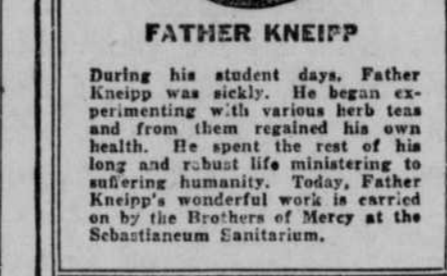 FATHER KNEIPP
During his student days, Father
Kneipp was sickly. He began ex-
perimenting with various herb teas
and from them regained his own
health. He spent the rest of his
long and robust life ministering to
suffering humanity. Today, Father
Kneipp's wonderful work is carried
on by the Brothers of Mercy at the
Sebastianeum Sanitarium.